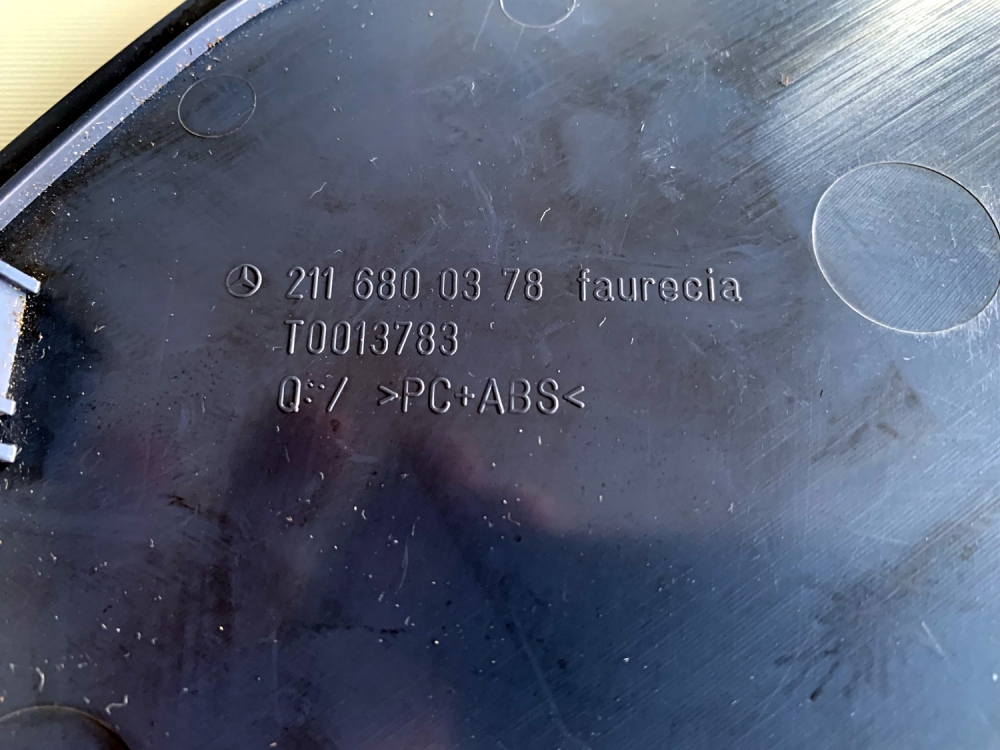 211 680 03 78 faurecia
T0013783
Q:/ >PC+ABS<